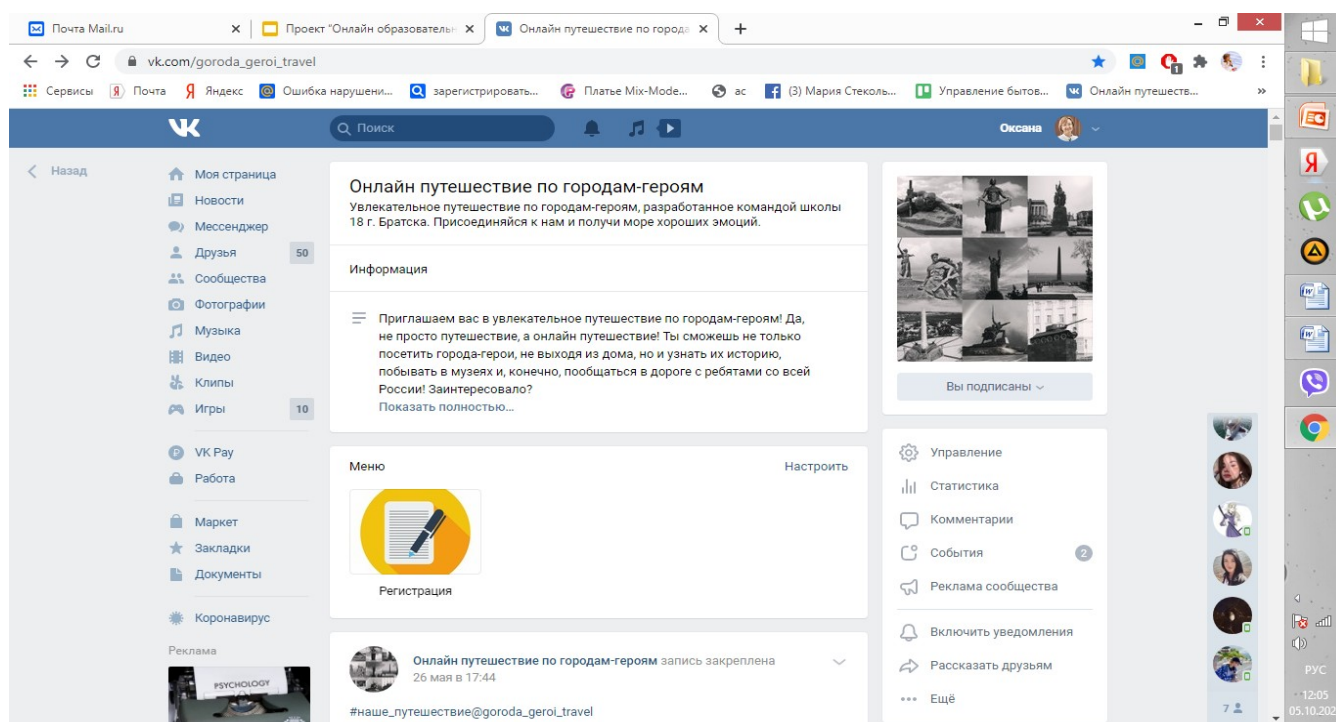 Почта Mail.ru
Проект "Онлайн образователь
Онлайн путешествие по города
vk.com/goroda_geroi_travel
Сервисы
Почта
Яндекс
Ошибка нарушени...
зарегистрировать...
Платье Mix-Mode...
ас
(3) Мария Стеколь...
Управление бытов...
Онлайн путешеств...
Поиск
Оксана
Назад
Моя страница
Новости
Мессенджер
Друзья 50
Сообщества
Фотографии
Музыка
Видео
Клипы
Игры 10
VK Pay
Работа
Маркет
Закладки
Документы
Коронавирус
Реклама
PSYCHOLOGY
Онлайн путешествие по городам-героям
Увлекательное путешествие по городам-героям, разработанное командой школы
18 г. Братска. Присоединяйся к нам и получи море хороших эмоций.
Информация
Приглашаем вас в увлекательное путешествие по городам-героям! Да,
не просто путешествие, а онлайн путешествие! Ты сможешь не только
посетить города-герои, не выходя из дома, но и узнать их историю,
побывать в музеях и, конечно, пообщаться в дороге с ребятами со всей
России! Заинтересовало?
Показать полностью...
Меню
Настроить
Регистрация
Онлайн путешествие по городам-героям запись закреплена
26 мая в 17:44
#наше_путешествие@goroda_geroi_travel
Вы подписаны
Управление
Статистика
Комментарии
События 2
Реклама сообщества
Включить уведомления
Рассказать друзьям
Ещё
7
РУС
12:05
05.10.202